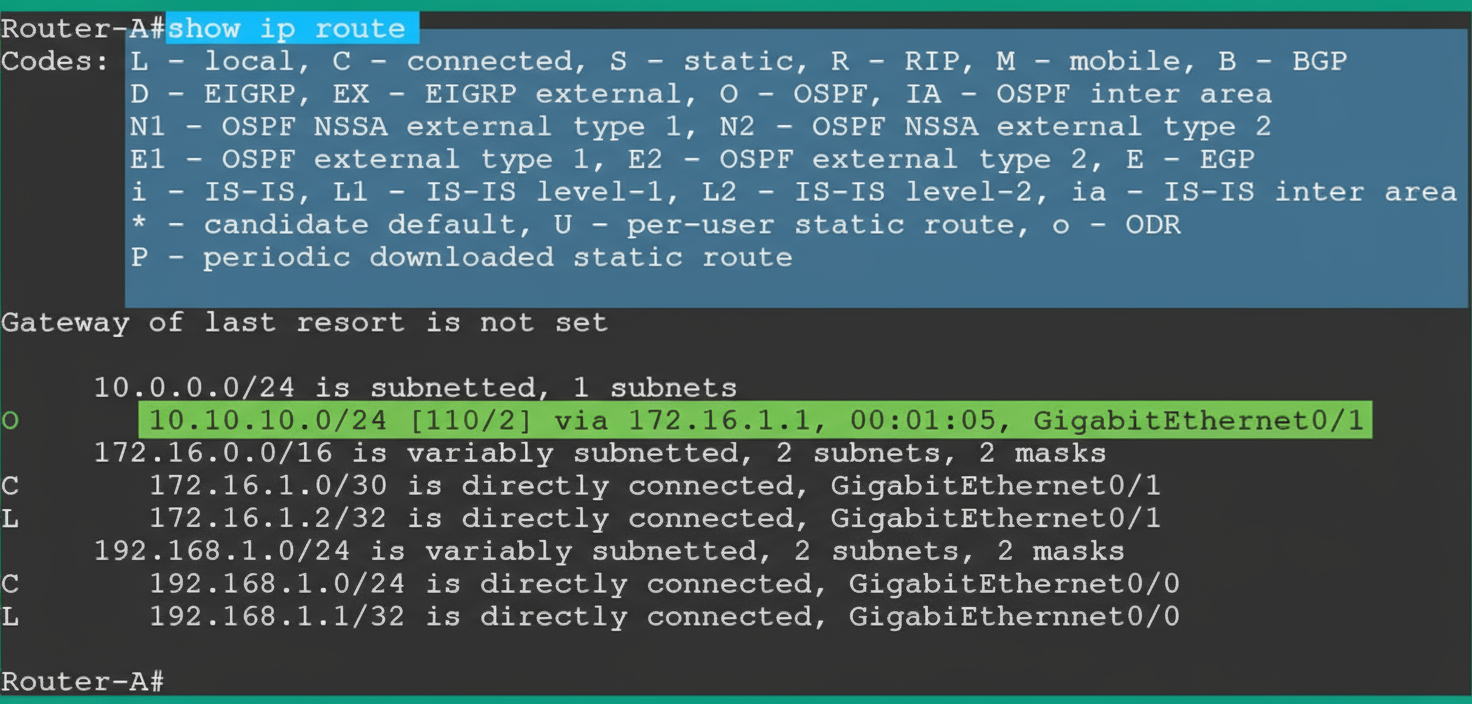 Router-A#show ip route
Codes: L - local, C - connected, S - static, R - RIP, M - mobile, B - BGP
D - EIGRP, EX - EIGRP external, O - OSPF, IA - OSPF inter area
N1 - OSPF NSSA external type 1, N2 - OSPF NSSA external type 2
E1 - OSPF external type 1, E2 - OSPF external type 2, E - EGP
i - IS-IS, L1 - IS-IS level-1, L2 - IS-IS level-2, ia - IS-IS inter area
* - candidate default, U - per-user static route, o - ODR
P - periodic downloaded static route
Gateway of last resort is not set
10.0.0.0/24 is subnetted, 1 subnets
O 10.10.10.0/24 [110/2] via 172.16.1.1, 00:01:05, GigabitEthernet0/1
172.16.0.0/16 is variably subnetted, 2 subnets, 2 masks
C 172.16.1.0/30 is directly connected, GigabitEthernet0/1
L 172.16.1.2/32 is directly connected, GigabitEthernet0/1
192.168.1.0/24 is variably subnetted, 2 subnets, 2 masks
C 192.168.1.0/24 is directly connected, GigabitEthernet0/0
L 192.168.1.1/32 is directly connected, GigabiEthernnet0/0
Router-A#